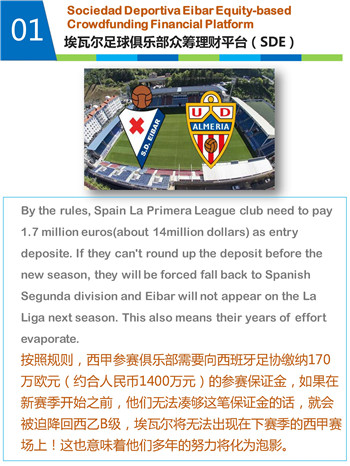 01
Sociedad Deportiva Eibar Equity-based
Crowdfunding Financial Platform
埃瓦尔足球俱乐部众筹理财平台（SDE）
S.D. EIBAR
U D
ALMERIA
By the rules, Spain La Primera League club need to pay
1.7 million euros(about 14million dollars) as entry
deposite. If they can't round up the deposit before the
new season, they will be forced fall back to Spanish
Segunda division and Eibar will not appear on the La
Liga next season. This also means their years of effort
evaporate.
按照规则，西甲参赛俱乐部需要向西班牙足协缴纳170
万欧元（约合人民币1400万元）的参赛保证金，如果在
新赛季开始之前，他们无法凑够这笔保证金的话，就会
被迫降回西乙B级，埃瓦尔将无法出现在下赛季的西甲赛
场上！这也意味着他们多年的努力将化为泡影。